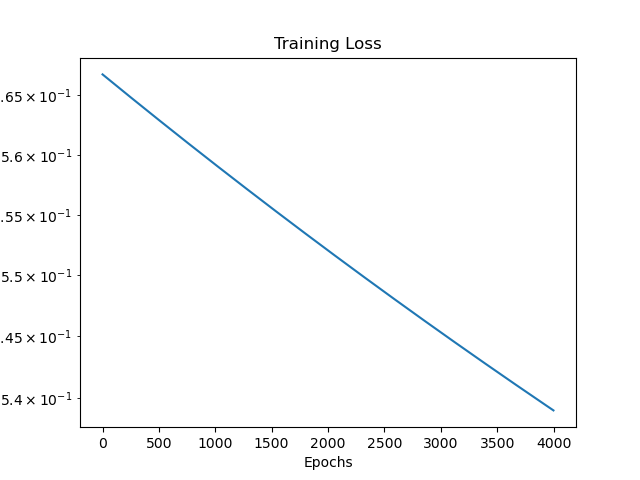 Training Loss
.65 × 10⁻¹
5.6 × 10⁻¹
.55 × 10⁻¹
5.5 × 10⁻¹
.45 × 10⁻¹
5.4 × 10⁻¹
0 500 1000 1500 2000 2500 3000 3500 4000
Epochs